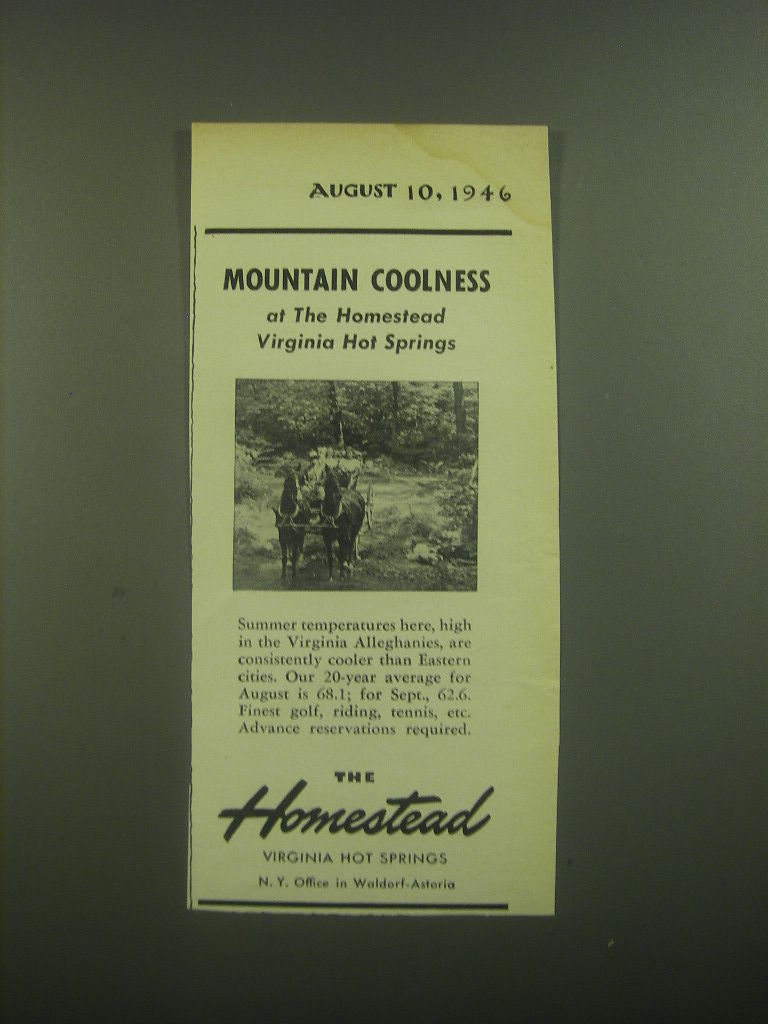 AUGUST 10, 1946
MOUNTAIN COOLNESS
at The Homestead
Virginia Hot Springs
Summer temperatures here, high
in the Virginia Alleghanies, are
consistently cooler than Eastern
cities. Our 20-year average for
August is 68.1; for Sept., 62.6.
Finest golf, riding, tennis, etc.
Advance reservations required.
THE
Homestead
VIRGINIA HOT SPRINGS
N. Y. Office in Waldorf-Astoria